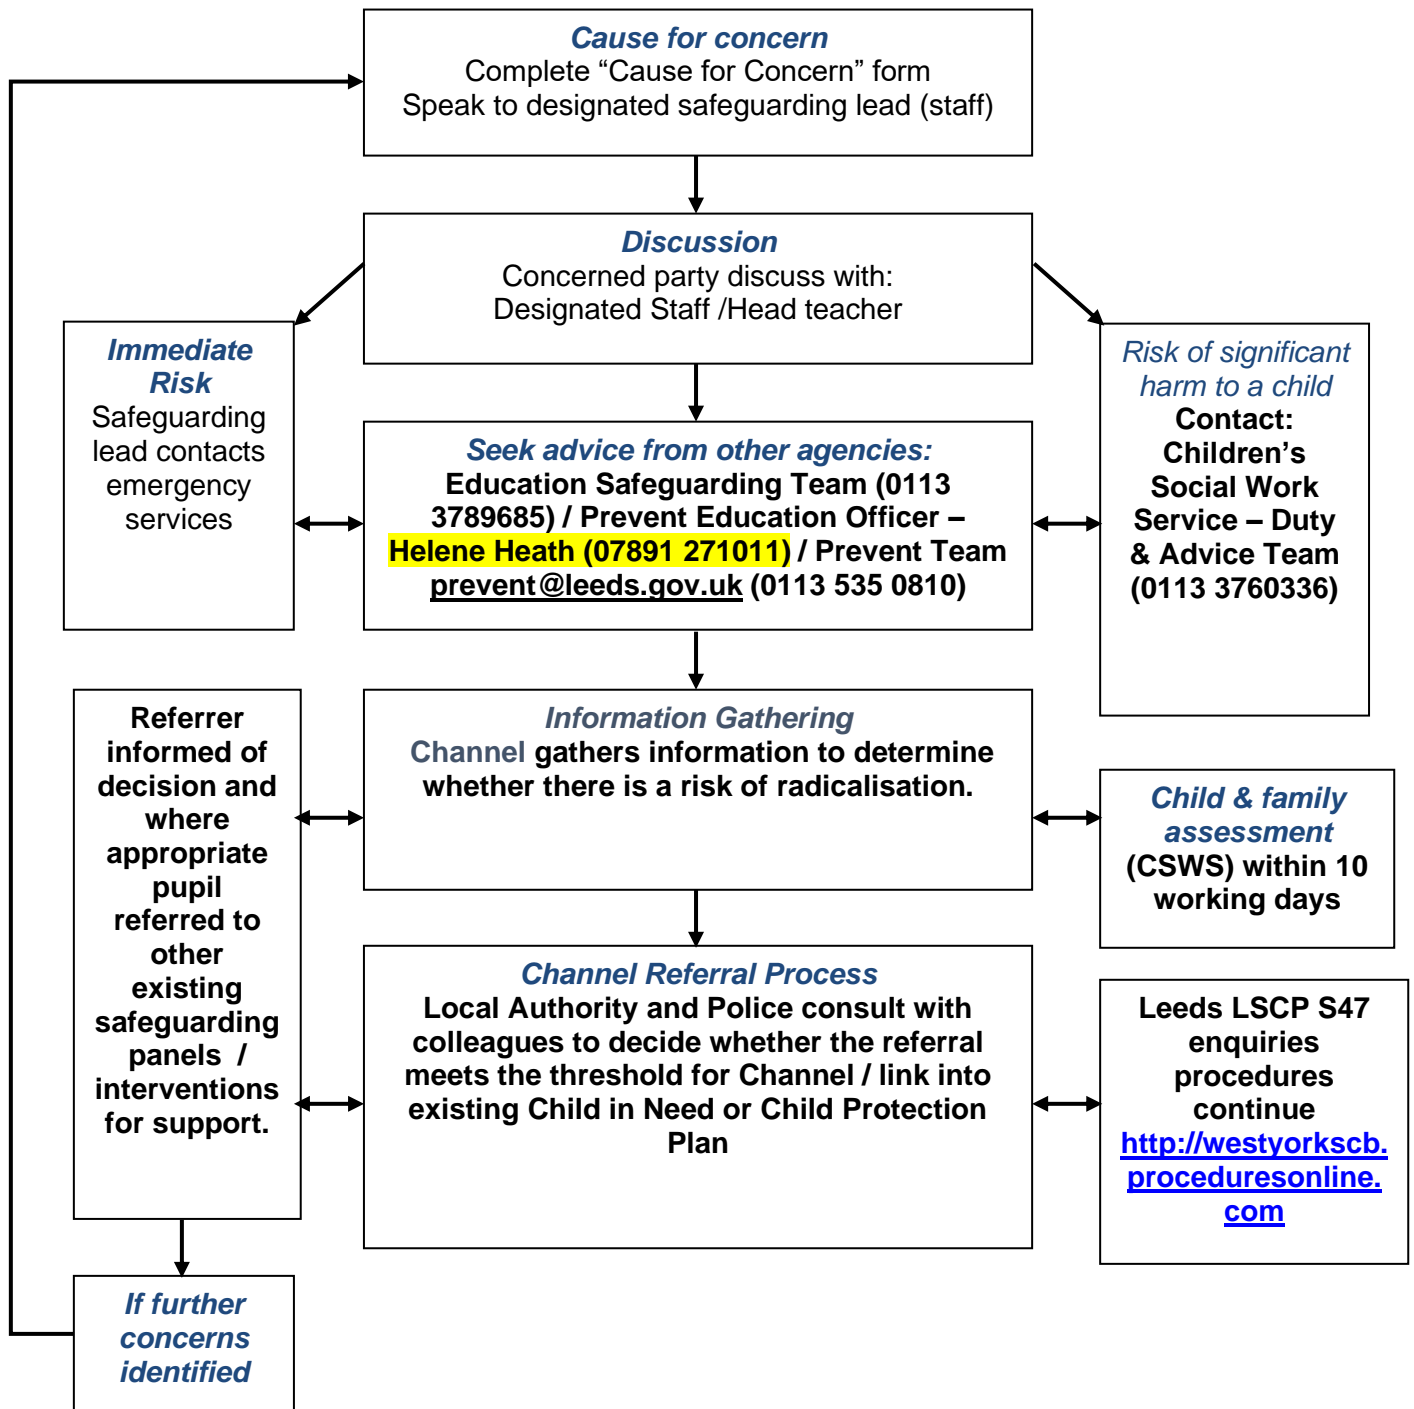 Cause for concern
Complete “Cause for Concern” form
Speak to designated safeguarding lead (staff)
Discussion
Concerned party discuss with:
Designated Staff /Head teacher
Immediate
Risk
Safeguarding
lead contacts
emergency
services
Seek advice from other agencies:
Education Safeguarding Team (0113
3789685) / Prevent Education Officer –
Helene Heath (07891 271011) / Prevent Team
prevent@leeds.gov.uk (0113 535 0810)
Risk of significant
harm to a child
Contact:
Children’s
Social Work
Service – Duty
& Advice Team
(0113 3760336)
Referrer
informed of
decision and
where
appropriate
pupil
referred to
other
existing
safeguarding
panels /
interventions
for support.
Information Gathering
Channel gathers information to determine
whether there is a risk of radicalisation.
Child & family
assessment
(CSWS) within 10
working days
Channel Referral Process
Local Authority and Police consult with
colleagues to decide whether the referral
meets the threshold for Channel / link into
existing Child in Need or Child Protection
Plan
Leeds LSCP S47
enquiries
procedures
continue
http://westyorkscb.
proceduresonline.
com
If further
concerns
identified